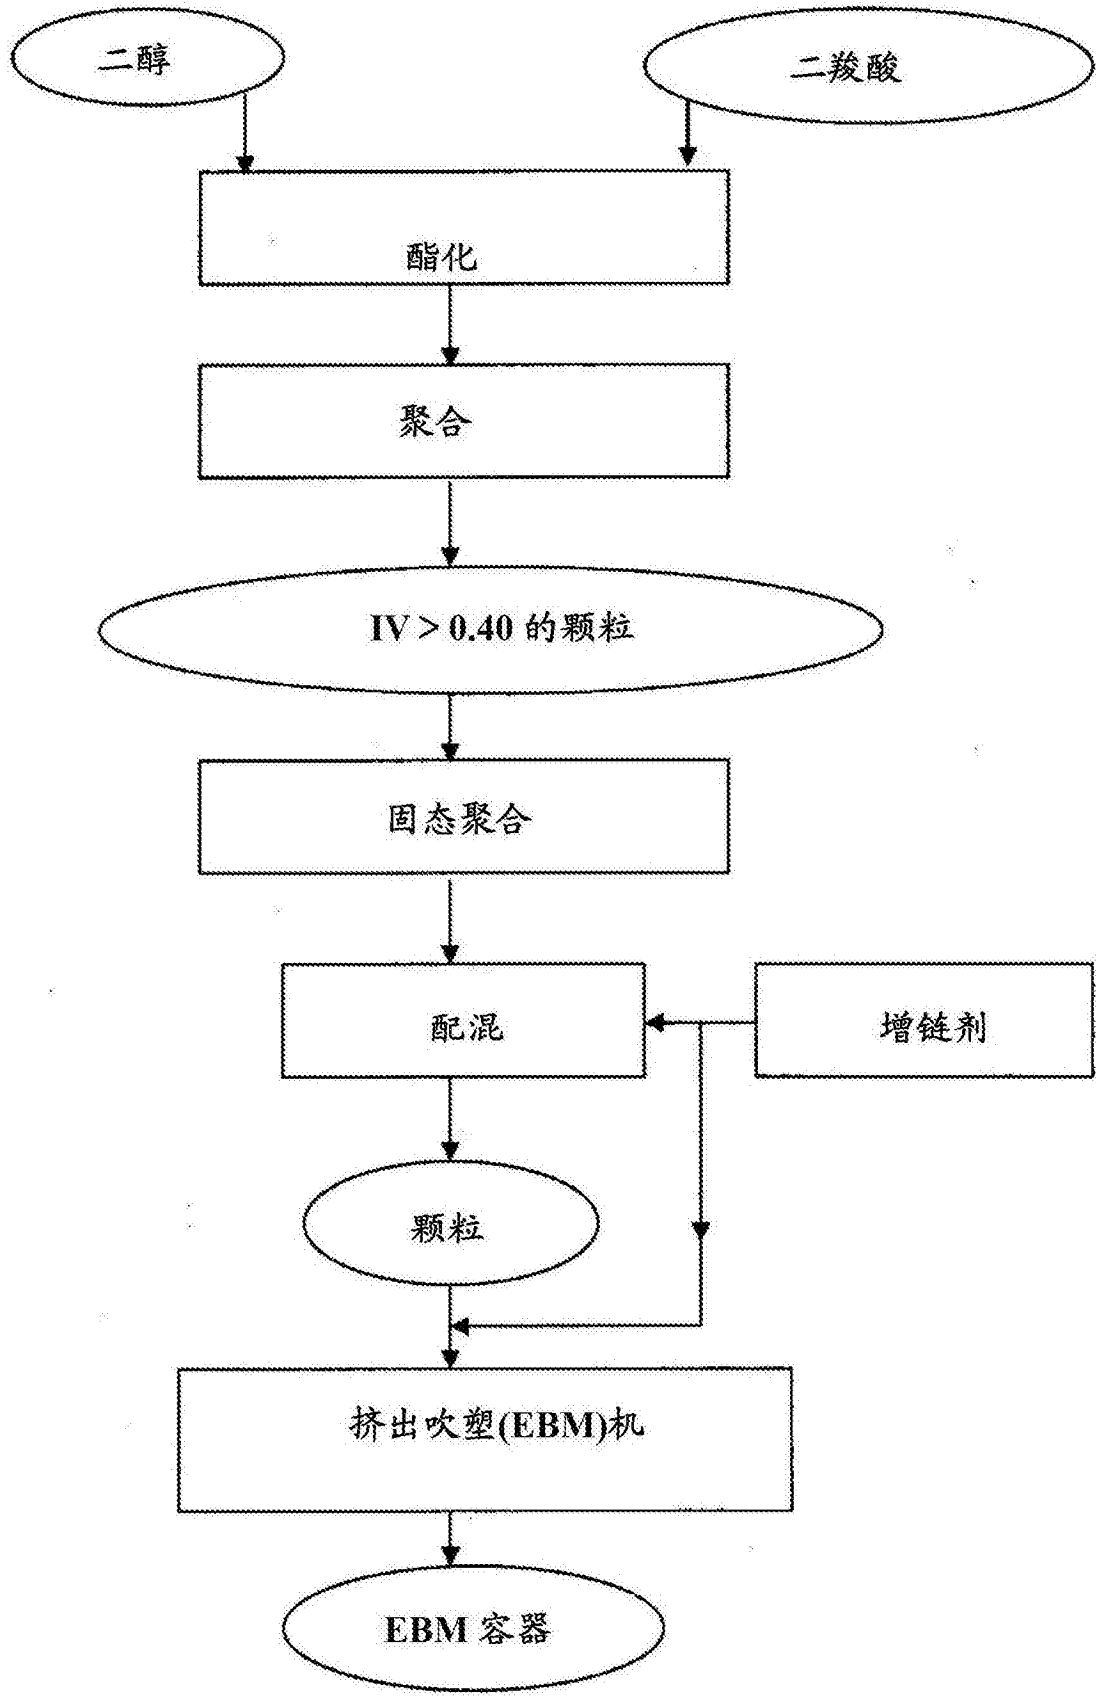 二醇
二羧酸
酯化
聚合
IV > 0.40 的颗粒
固态聚合
配混
增链剂
颗粒
挤出吹塑(EBM)机
EBM 容器